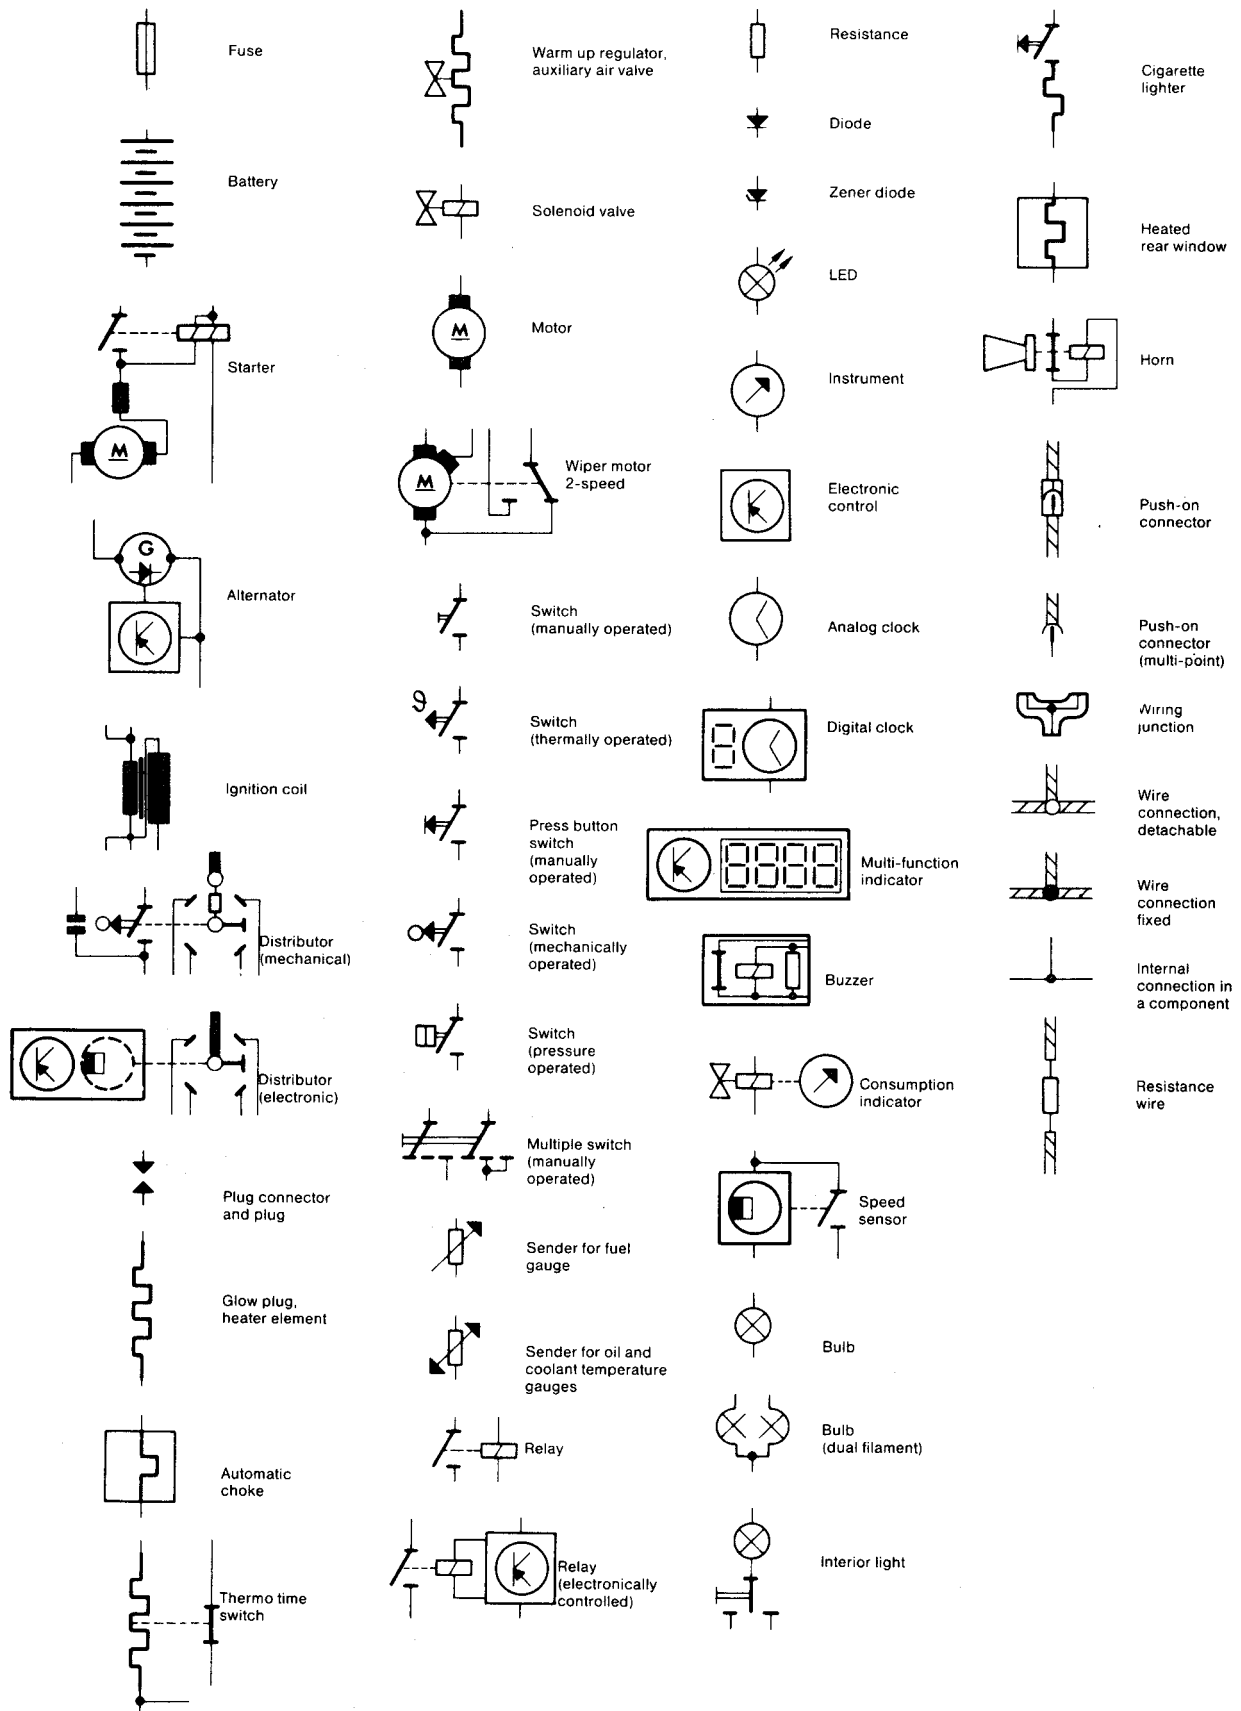 Fuse
Battery
Starter
M
G
Alternator
Ignition coil
Distributor
(mechanical)
Distributor
(electronic)
Plug connector
and plug
Glow plug,
heater element
Automatic
choke
Thermo time
switch
Warm up regulator,
auxiliary air valve
Solenoid valve
M
Motor
M
Wiper motor
2-speed
Switch
(manually operated)
ϑ
Switch
(thermally operated)
Press button
switch
(manually
operated)
Switch
(mechanically
operated)
Switch
(pressure
operated)
Multiple switch
(manually
operated)
Sender for fuel
gauge
Sender for oil and
coolant temperature
gauges
Relay
Relay
(electronically
controlled)
Resistance
Diode
Zener diode
LED
Instrument
Electronic
control
Analog clock
8
Digital clock
8888
Multi-function
indicator
Buzzer
Consumption
indicator
Speed
sensor
Bulb
Bulb
(dual filament)
Interior light
Cigarette
lighter
Heated
rear window
Horn
Push-on
connector
Push-on
connector
(multi-point)
Wiring
junction
Wire
connection,
detachable
Wire
connection
fixed
Internal
connection in
a component
Resistance
wire